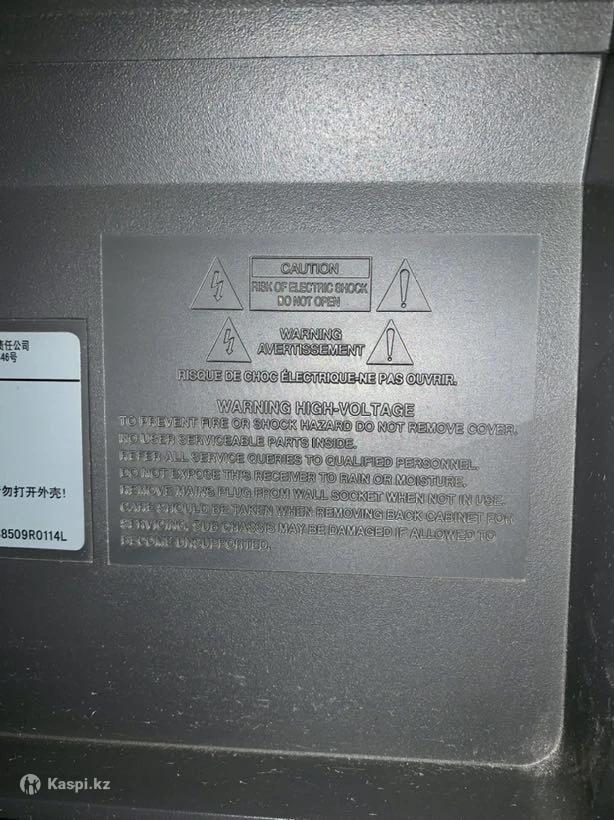 CAUTION
RISK OF ELECTRIC SHOCK
DO NOT OPEN
WARNING
AVERTISSEMENT
RISQUE DE CHOC ÉLECTRIQUE-NE PAS OUVRIR.
WARNING HIGH-VOLTAGE
TO PREVENT FIRE OR SHOCK HAZARD DO NOT REMOVE COVER.
NO USER SERVICEABLE PARTS INSIDE.
REFER ALL SERVICE QUERIES TO QUALIFIED PERSONNEL.
DO NOT EXPOSE THIS RECEIVER TO RAIN OR MOISTURE.
REMOVE MAINS PLUG FROM WALL SOCKET WHEN NOT IN USE.
CARE SHOULD BE TAKEN WHEN REMOVING BACK CABINET FOR
SERVICING. SUB CHASSIS MAY BE DAMAGED IF ALLOWED TO
BECOME UNSUPPORTED.
责任公司
46号
勿打开外壳!
8509R0114L
Kaspi.kz